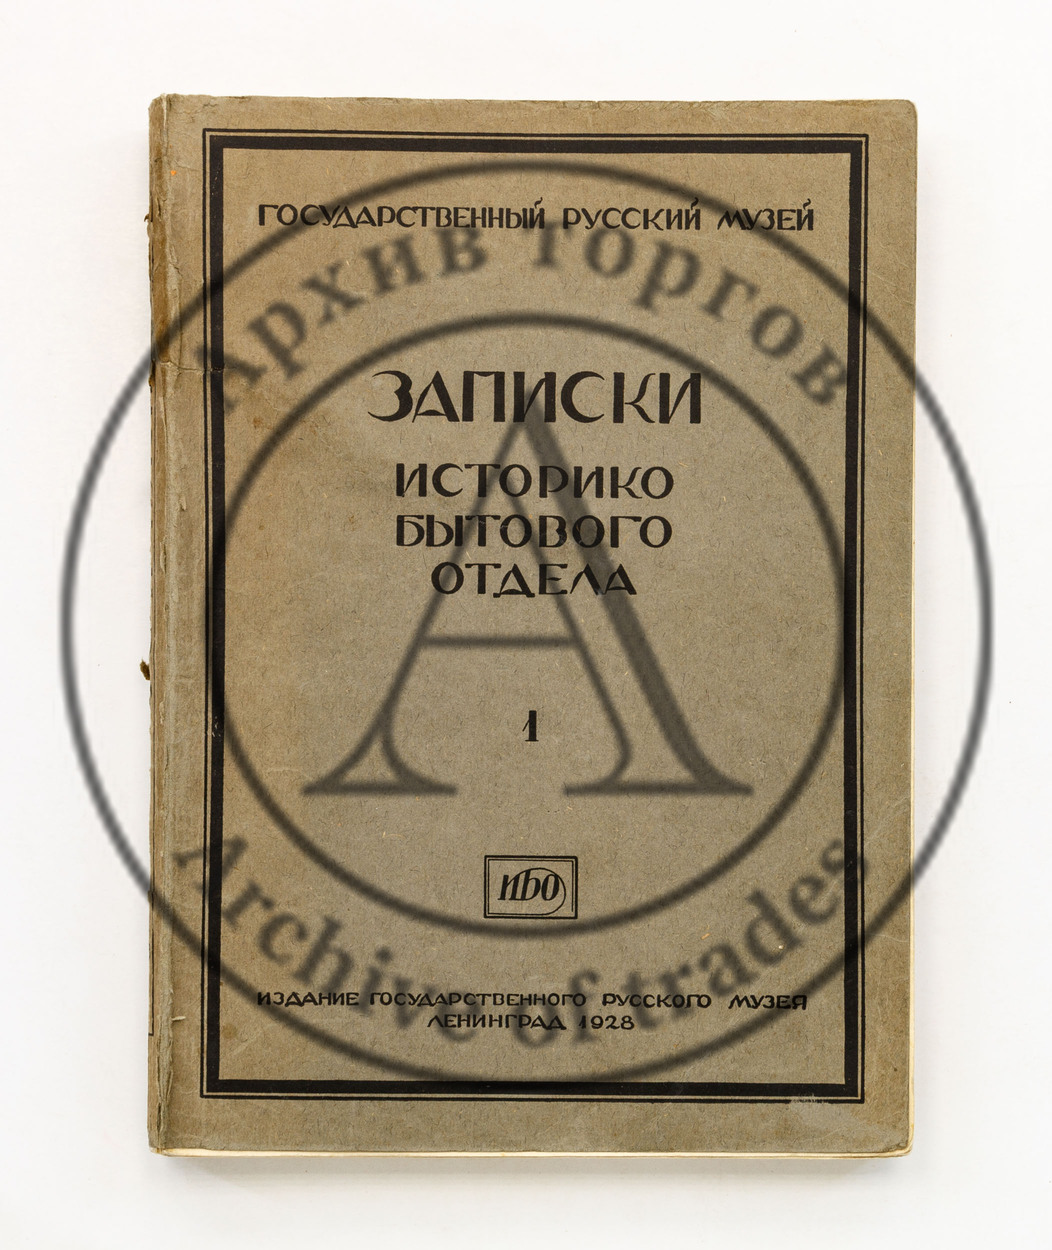 ГОСУДАРСТВЕННЫЙ РУССКИЙ МУЗЕЙ
Архив торгов
ЗАПИСКИ
ИСТОРИКО
БЫТОВОГО
ОТДЕЛА
А
1
ИБО
Archive of trades
ИЗДАНИЕ ГОСУДАРСТВЕННОГО РУССКОГО МУЗЕЯ
ЛЕНИНГРАД 1928